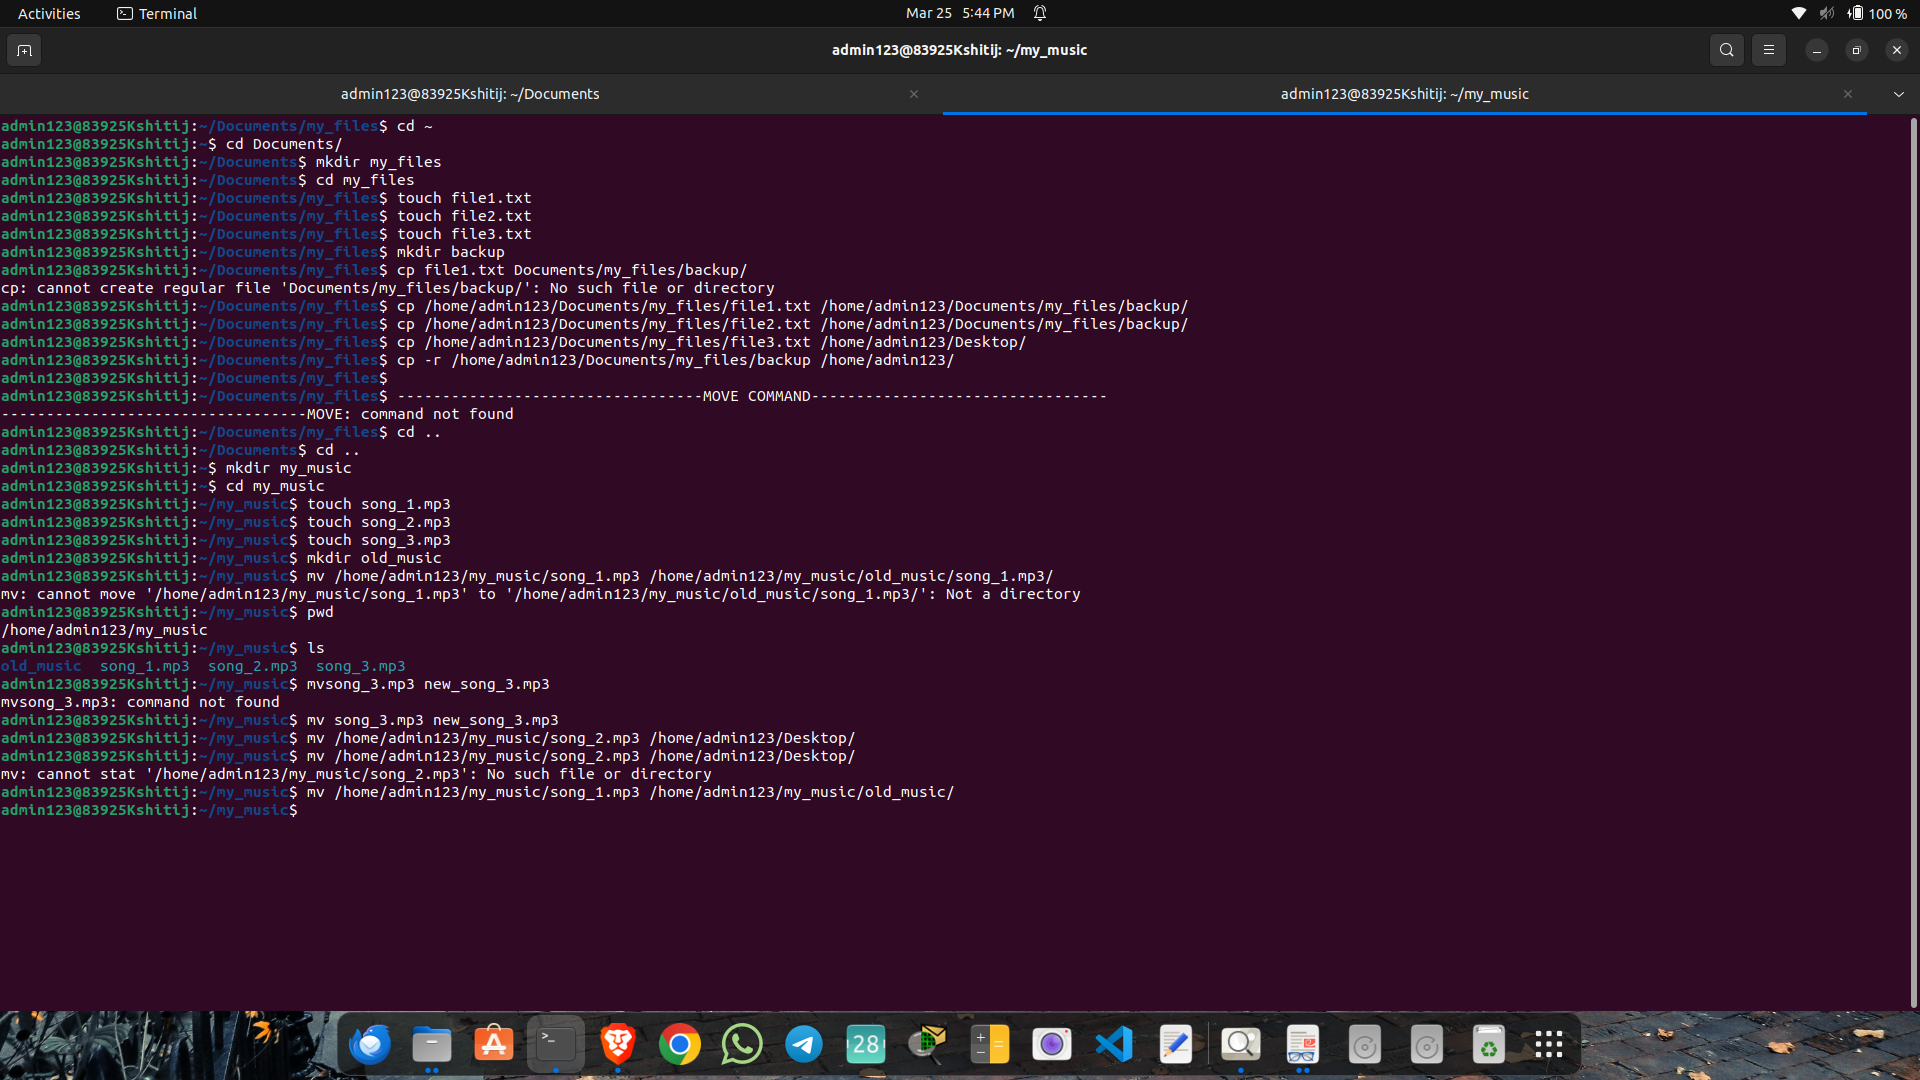 Activities Terminal Mar 25 5:44 PM 100 %
admin123@83925Kshitij: ~/my_music
admin123@83925Kshitij: ~/Documents admin123@83925Kshitij: ~/my_music
admin123@83925Kshitij:~/Documents/my_files$ cd ~
admin123@83925Kshitij:~$ cd Documents/
admin123@83925Kshitij:~/Documents$ mkdir my_files
admin123@83925Kshitij:~/Documents$ cd my_files
admin123@83925Kshitij:~/Documents/my_files$ touch file1.txt
admin123@83925Kshitij:~/Documents/my_files$ touch file2.txt
admin123@83925Kshitij:~/Documents/my_files$ touch file3.txt
admin123@83925Kshitij:~/Documents/my_files$ mkdir backup
admin123@83925Kshitij:~/Documents/my_files$ cp file1.txt Documents/my_files/backup/
cp: cannot create regular file 'Documents/my_files/backup/': No such file or directory
admin123@83925Kshitij:~/Documents/my_files$ cp /home/admin123/Documents/my_files/file1.txt /home/admin123/Documents/my_files/backup/
admin123@83925Kshitij:~/Documents/my_files$ cp /home/admin123/Documents/my_files/file2.txt /home/admin123/Documents/my_files/backup/
admin123@83925Kshitij:~/Documents/my_files$ cp /home/admin123/Documents/my_files/file3.txt /home/admin123/Desktop/
admin123@83925Kshitij:~/Documents/my_files$ cp -r /home/admin123/Documents/my_files/backup /home/admin123/
admin123@83925Kshitij:~/Documents/my_files$
admin123@83925Kshitij:~/Documents/my_files$ ----------------------------------MOVE COMMAND---------------------------------
----------------------------------MOVE: command not found
admin123@83925Kshitij:~/Documents/my_files$ cd ..
admin123@83925Kshitij:~/Documents$ cd ..
admin123@83925Kshitij:~$ mkdir my_music
admin123@83925Kshitij:~$ cd my_music
admin123@83925Kshitij:~/my_music$ touch song_1.mp3
admin123@83925Kshitij:~/my_music$ touch song_2.mp3
admin123@83925Kshitij:~/my_music$ touch song_3.mp3
admin123@83925Kshitij:~/my_music$ mkdir old_music
admin123@83925Kshitij:~/my_music$ mv /home/admin123/my_music/song_1.mp3 /home/admin123/my_music/old_music/song_1.mp3/
mv: cannot move '/home/admin123/my_music/song_1.mp3' to '/home/admin123/my_music/old_music/song_1.mp3/': Not a directory
admin123@83925Kshitij:~/my_music$ pwd
/home/admin123/my_music
admin123@83925Kshitij:~/my_music$ ls
old_music song_1.mp3 song_2.mp3 song_3.mp3
admin123@83925Kshitij:~/my_music$ mvsong_3.mp3 new_song_3.mp3
mvsong_3.mp3: command not found
admin123@83925Kshitij:~/my_music$ mv song_3.mp3 new_song_3.mp3
admin123@83925Kshitij:~/my_music$ mv /home/admin123/my_music/song_2.mp3 /home/admin123/Desktop/
admin123@83925Kshitij:~/my_music$ mv /home/admin123/my_music/song_2.mp3 /home/admin123/Desktop/
mv: cannot stat '/home/admin123/my_music/song_2.mp3': No such file or directory
admin123@83925Kshitij:~/my_music$ mv /home/admin123/my_music/song_1.mp3 /home/admin123/my_music/old_music/
admin123@83925Kshitij:~/my_music$
28